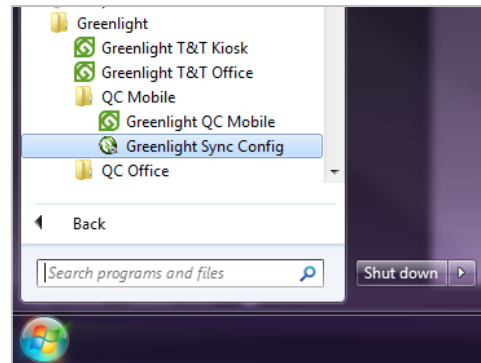 Greenlight
Greenlight T&T Kiosk
Greenlight T&T Office
QC Mobile
Greenlight QC Mobile
Greenlight Sync Config
QC Office
Back
Search programs and files
Shut down